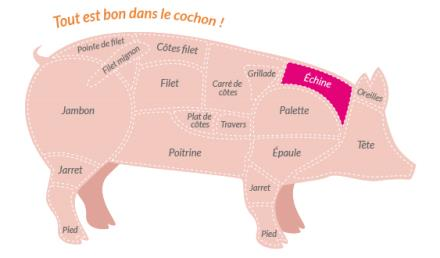 Tout est bon dans le cochon !
Pointe de filet
Filet mignon
Côtes filet
Grillade
Échine
Oreilles
Jambon
Filet
Carré de
côtes
Palette
Plat de
côtes
Travers
Tête
Poitrine
Épaule
Jarret
Jarret
Pied
Pied